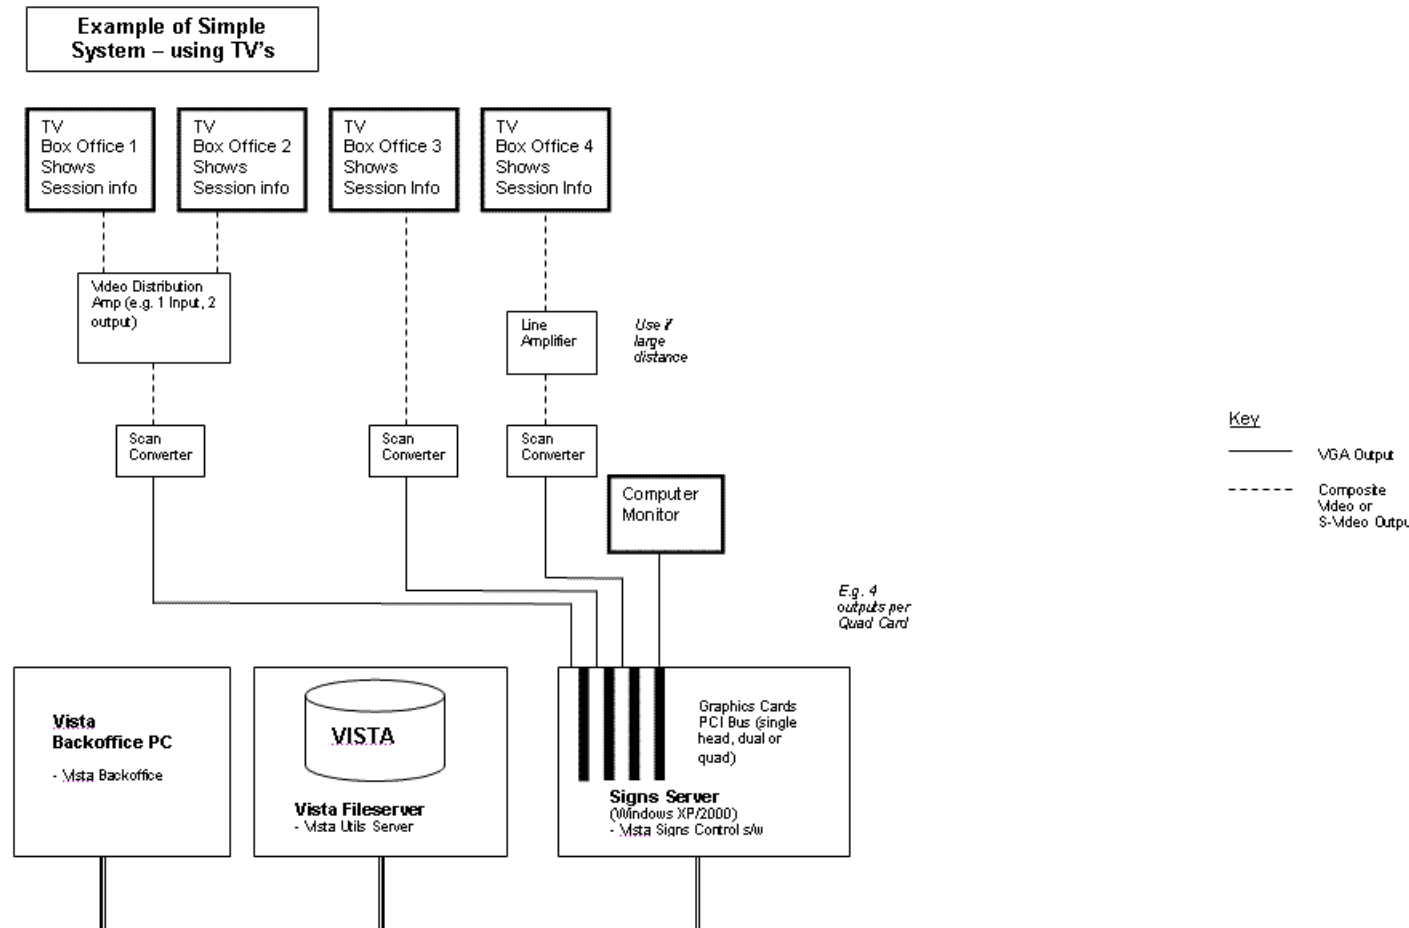 Example of Simple
System – using TV's
TV
Box Office 1
Shows
Session info
TV
Box Office 2
Shows
Session info
TV
Box Office 3
Shows
Session Info
TV
Box Office 4
Shows
Session Info
Video Distribution
Amp (e.g. 1 Input, 2
output)
Line
Amplifier
Use if
large
distance
Scan
Converter
Scan
Converter
Scan
Converter
Computer
Monitor
Key
VGA Output
Composite
Video or
S-Video Outpu
E.g. 4
outputs per
Quad Card
Vista
Backoffice PC
- Vista Backoffice
VISTA
Vista Fileserver
- Vista Utils Server
Graphics Cards
PCI Bus (single
head, dual or
quad)
Signs Server
(Windows XP/2000)
- Vista Signs Control s/w